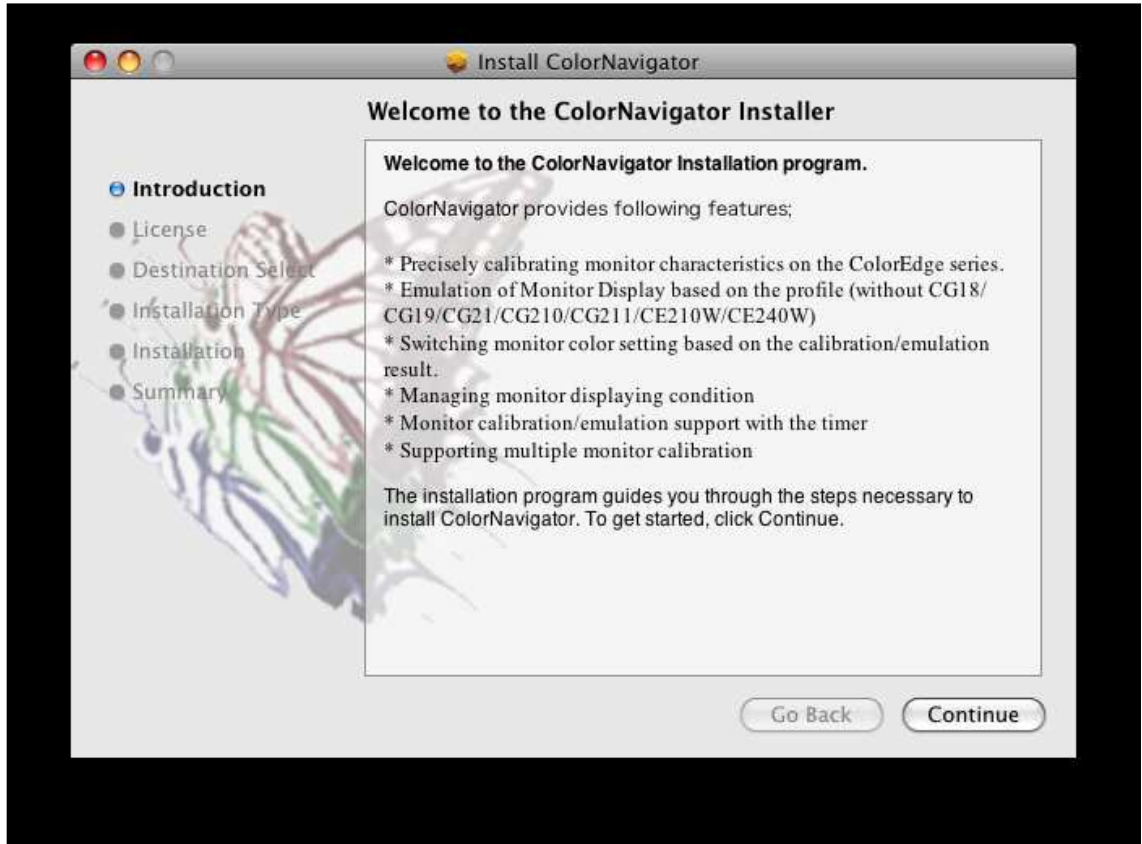 Install ColorNavigator
Welcome to the ColorNavigator Installer
Introduction
License
Destination Select
Installation Type
Installation
Summary
Welcome to the ColorNavigator Installation program.
ColorNavigator provides following features;
* Precisely calibrating monitor characteristics on the ColorEdge series.
* Emulation of Monitor Display based on the profile (without CG18/
CG19/CG21/CG210/CG211/CE210W/CE240W)
* Switching monitor color setting based on the calibration/emulation
result.
* Managing monitor displaying condition
* Monitor calibration/emulation support with the timer
* Supporting multiple monitor calibration
The installation program guides you through the steps necessary to
install ColorNavigator. To get started, click Continue.
Go Back
Continue